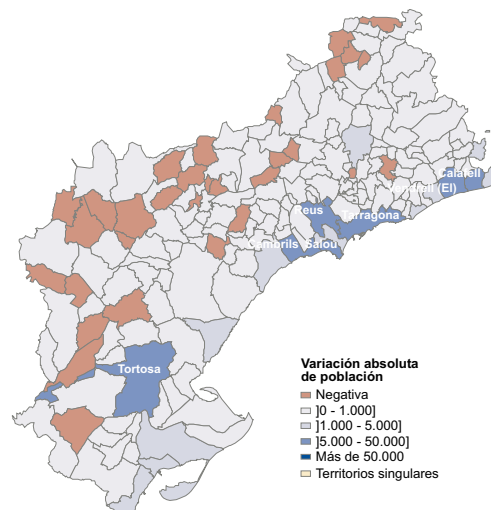 Calafell
Vendrell (El)
Reus
Tarragona
Cambrils
Salou
Tortosa
Variación absoluta
de población
Negativa
]0 - 1.000]
]1.000 - 5.000]
]5.000 - 50.000]
Más de 50.000
Territorios singulares